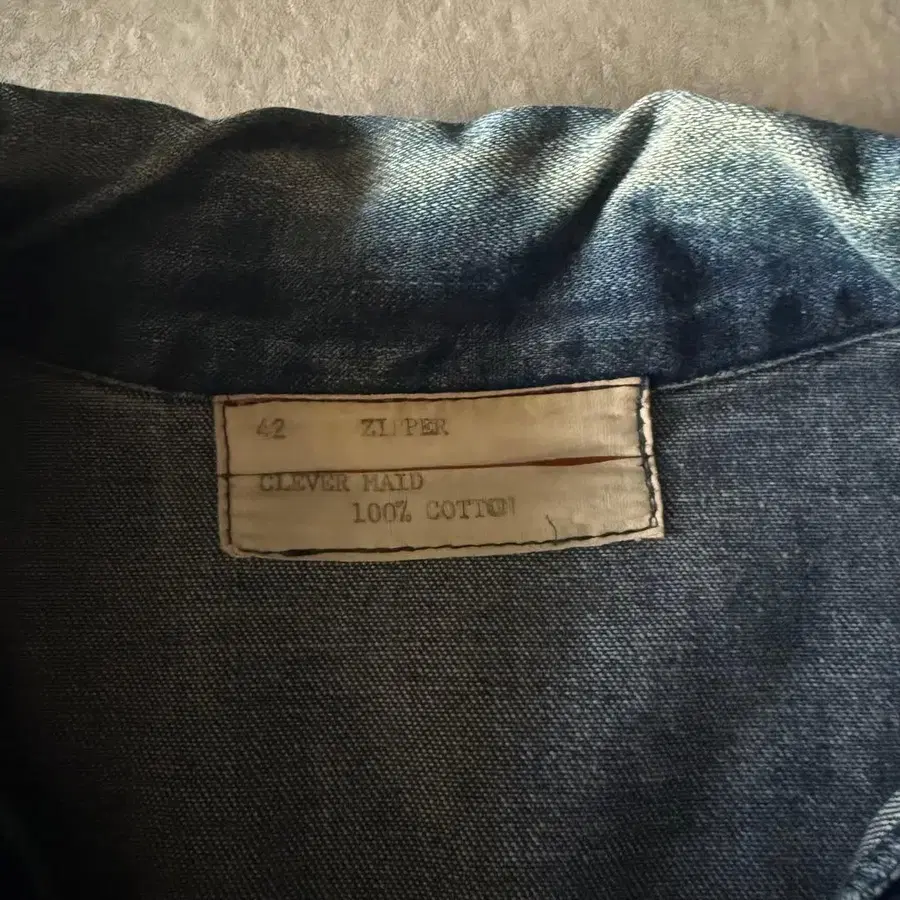 42 ZIPPER
CLEVER MAID
100% COTTON